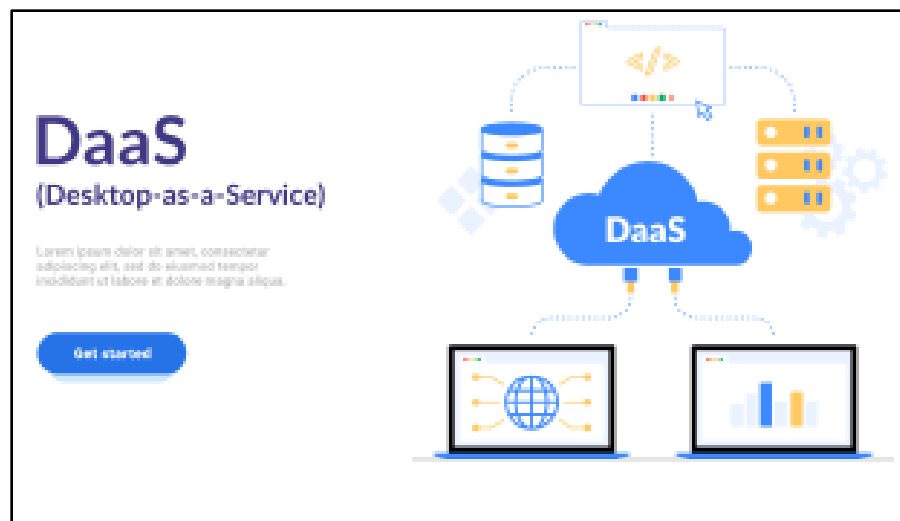 DaaS
(Desktop-as-a-Service)
Lorem ipsum dolor sit amet, consectetur
adipiscing elit, sed do eiusmod tempor
incididunt ut labore et dolore magna aliqua.
Get started
</>
DaaS